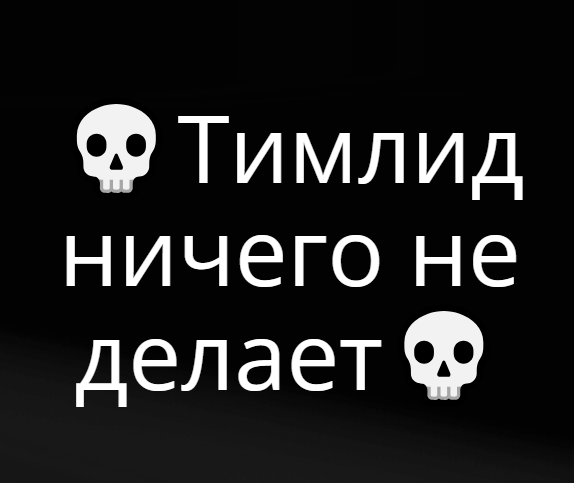 💀Тимлид
ничего не
делает💀